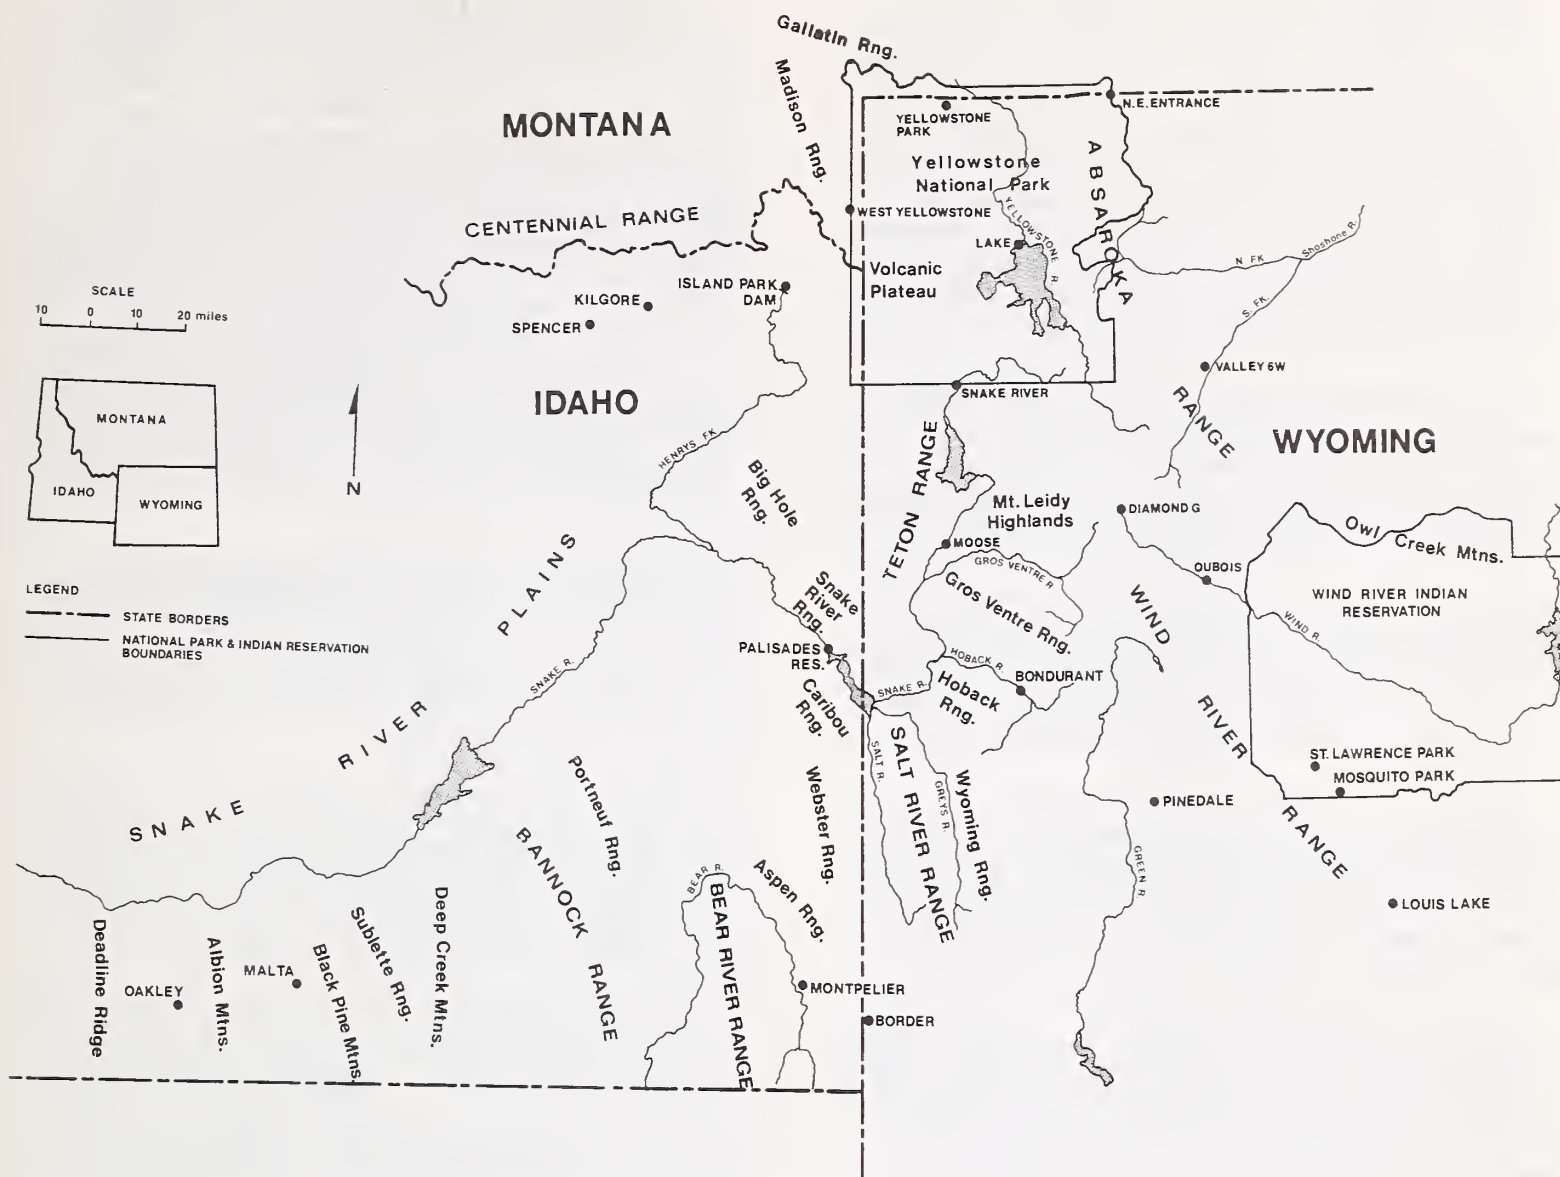 Gallatin Rng.
Madison Rng.
MONTANA
N.E. ENTRANCE
YELLOWSTONE
PARK
Yellowstone
National Park
ABSAROKA
RANGE
CENTENNIAL RANGE
WEST YELLOWSTONE
YELLOWSTONE R.
LAKE
N. FK
Shoshone R.
S. FK.
Volcanic
Plateau
ISLAND PARK
DAM
KILGORE
SPENCER
SCALE
10 0 10 20 miles
VALLEY 6W
SNAKE RIVER
IDAHO
MONTANA
IDAHO
WYOMING
N
HENRYS FK
Big Hole
Rng.
TETON RANGE
WYOMING
Mt. Leidy
Highlands
DIAMOND G
MOOSE
GROS VENTRE R
Gros Ventre Rng.
Owl Creek Mtns.
OUBOIS
WIND RIVER INDIAN
RESERVATION
WIND R.
WIND RIVER RANGE
LEGEND
STATE BORDERS
NATIONAL PARK & INDIAN RESERVATION
BOUNDARIES
SNAKE RIVER PLAINS
SNAKE R.
Snake
River
Rng.
PALISADES
RES.
Caribou
Rng.
SNAKE R.
HOBACK R.
Hoback
Rng.
BONDURANT
SALT R.
SALT RIVER RANGE
GREYS R.
Wyoming Rng.
ST. LAWRENCE PARK
MOSQUITO PARK
PINEDALE
GREEN R.
LOUIS LAKE
Portneuf Rng.
Webster Rng.
BANNOCK RANGE
BEAR R.
BEAR RIVER RANGE
Aspen Rng.
Deadline Ridge
OAKLEY
Albion Mtns.
MALTA
Black Pine Mtns.
Sublette Rng.
Deep Creek Mtns.
MONTPELIER
BORDER